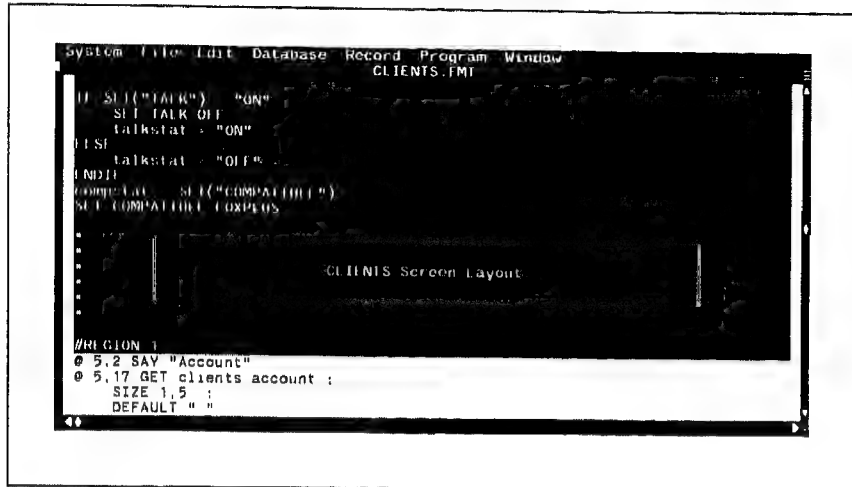 System File Edit Database Record Program Window
CLIENTS.FMT
IF SET("TALK") = "ON"
SET TALK OFF
talkstat = "ON"
ELSE
talkstat = "OFF"
ENDIF
compstat = SET("COMPATIBLE")
SET COMPATIBLE FOXPLUS
CLIENTS Screen Layout
#REGION 1
@ 5,2 SAY "Account"
@ 5,17 GET clients account ;
SIZE 1,5 ;
DEFAULT " "